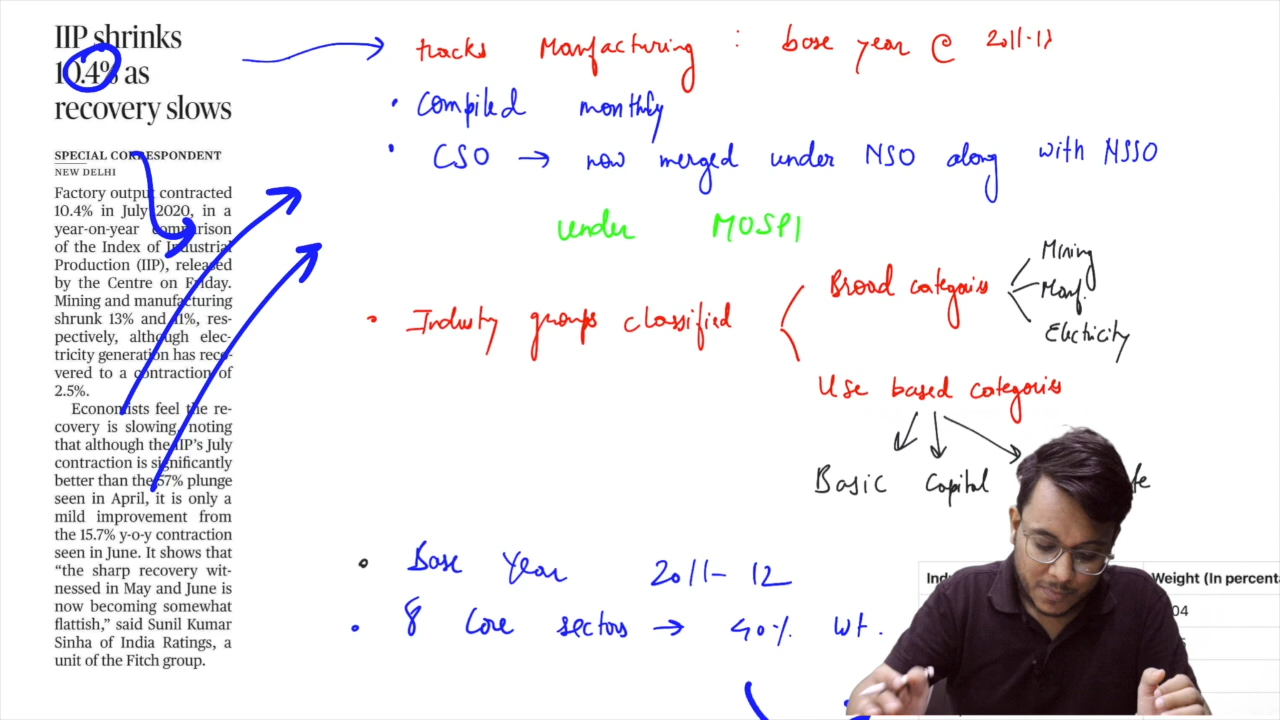 IIP shrinks
10.4% as
recovery slows
SPECIAL CORRESPONDENT
NEW DELHI
Factory output contracted
10.4% in July 2020, in a
year-on-year comparison
of the Index of Industrial
Production (IIP), released
by the Centre on Friday.
Mining and manufacturing
shrunk 13% and 11%, res-
pectively, although elec-
tricity generation has reco-
vered to a contraction of
2.5%.
Economists feel the re-
covery is slowing, noting
that although the IIP's July
contraction is significantly
better than the 57% plunge
seen in April, it is only a
mild improvement from
the 15.7% y-o-y contraction
seen in June. It shows that
"the sharp recovery wit-
nessed in May and June is
now becoming somewhat
flattish," said Sunil Kumar
Sinha of India Ratings, a
unit of the Fitch group.
tracks Manfacturing : base year @ 2011-12
• Compiled monthly
• CSO → now merged under NSO along with NSSO
under MOSPI
• Industry groups classified
Broad categories
Mining
Manf.
Electricity
Use based categories
Basic Capital
• Base Year 2011-12
• 8 Core sectors → 40% wt.
Weight (In percenta